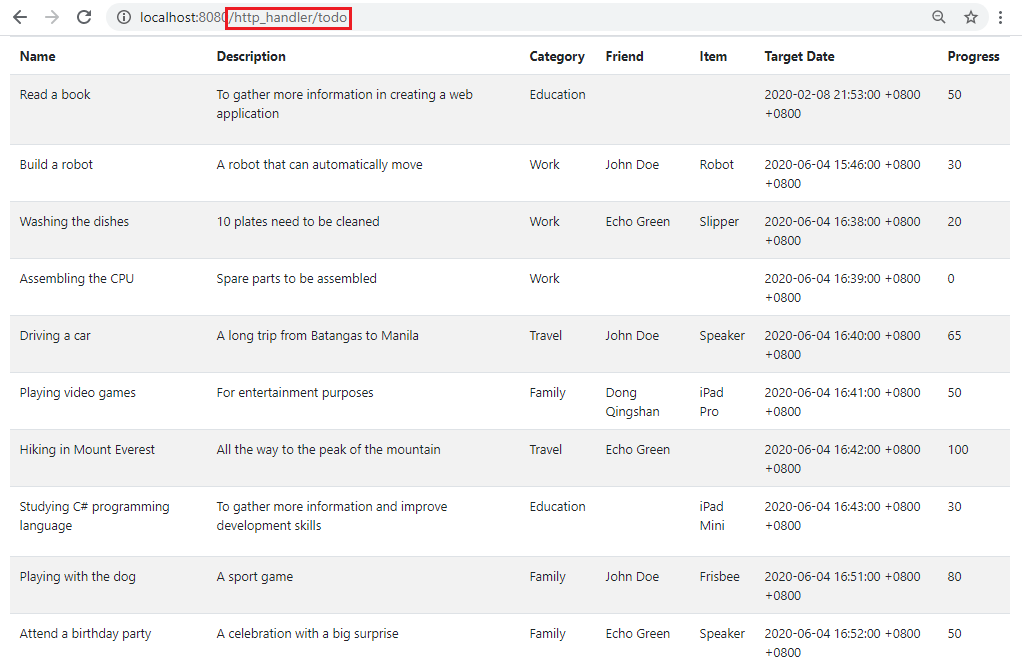 localhost:8080/http_handler/todo
Name Description Category Friend Item Target Date Progress
Read a book To gather more information in creating a web Education 2020-02-08 21:53:00 +0800 50
application +0800
Build a robot A robot that can automatically move Work John Doe Robot 2020-06-04 15:46:00 +0800 30
+0800
Washing the dishes 10 plates need to be cleaned Work Echo Green Slipper 2020-06-04 16:38:00 +0800 20
+0800
Assembling the CPU Spare parts to be assembled Work 2020-06-04 16:39:00 +0800 0
+0800
Driving a car A long trip from Batangas to Manila Travel John Doe Speaker 2020-06-04 16:40:00 +0800 65
+0800
Playing video games For entertainment purposes Family Dong iPad 2020-06-04 16:41:00 +0800 50
Qingshan Pro +0800
Hiking in Mount Everest All the way to the peak of the mountain Travel Echo Green 2020-06-04 16:42:00 +0800 100
+0800
Studying C# programming To gather more information and improve Education iPad 2020-06-04 16:43:00 +0800 30
language development skills Mini +0800
Playing with the dog A sport game Family John Doe Frisbee 2020-06-04 16:51:00 +0800 80
+0800
Attend a birthday party A celebration with a big surprise Family Echo Green Speaker 2020-06-04 16:52:00 +0800 50
+0800